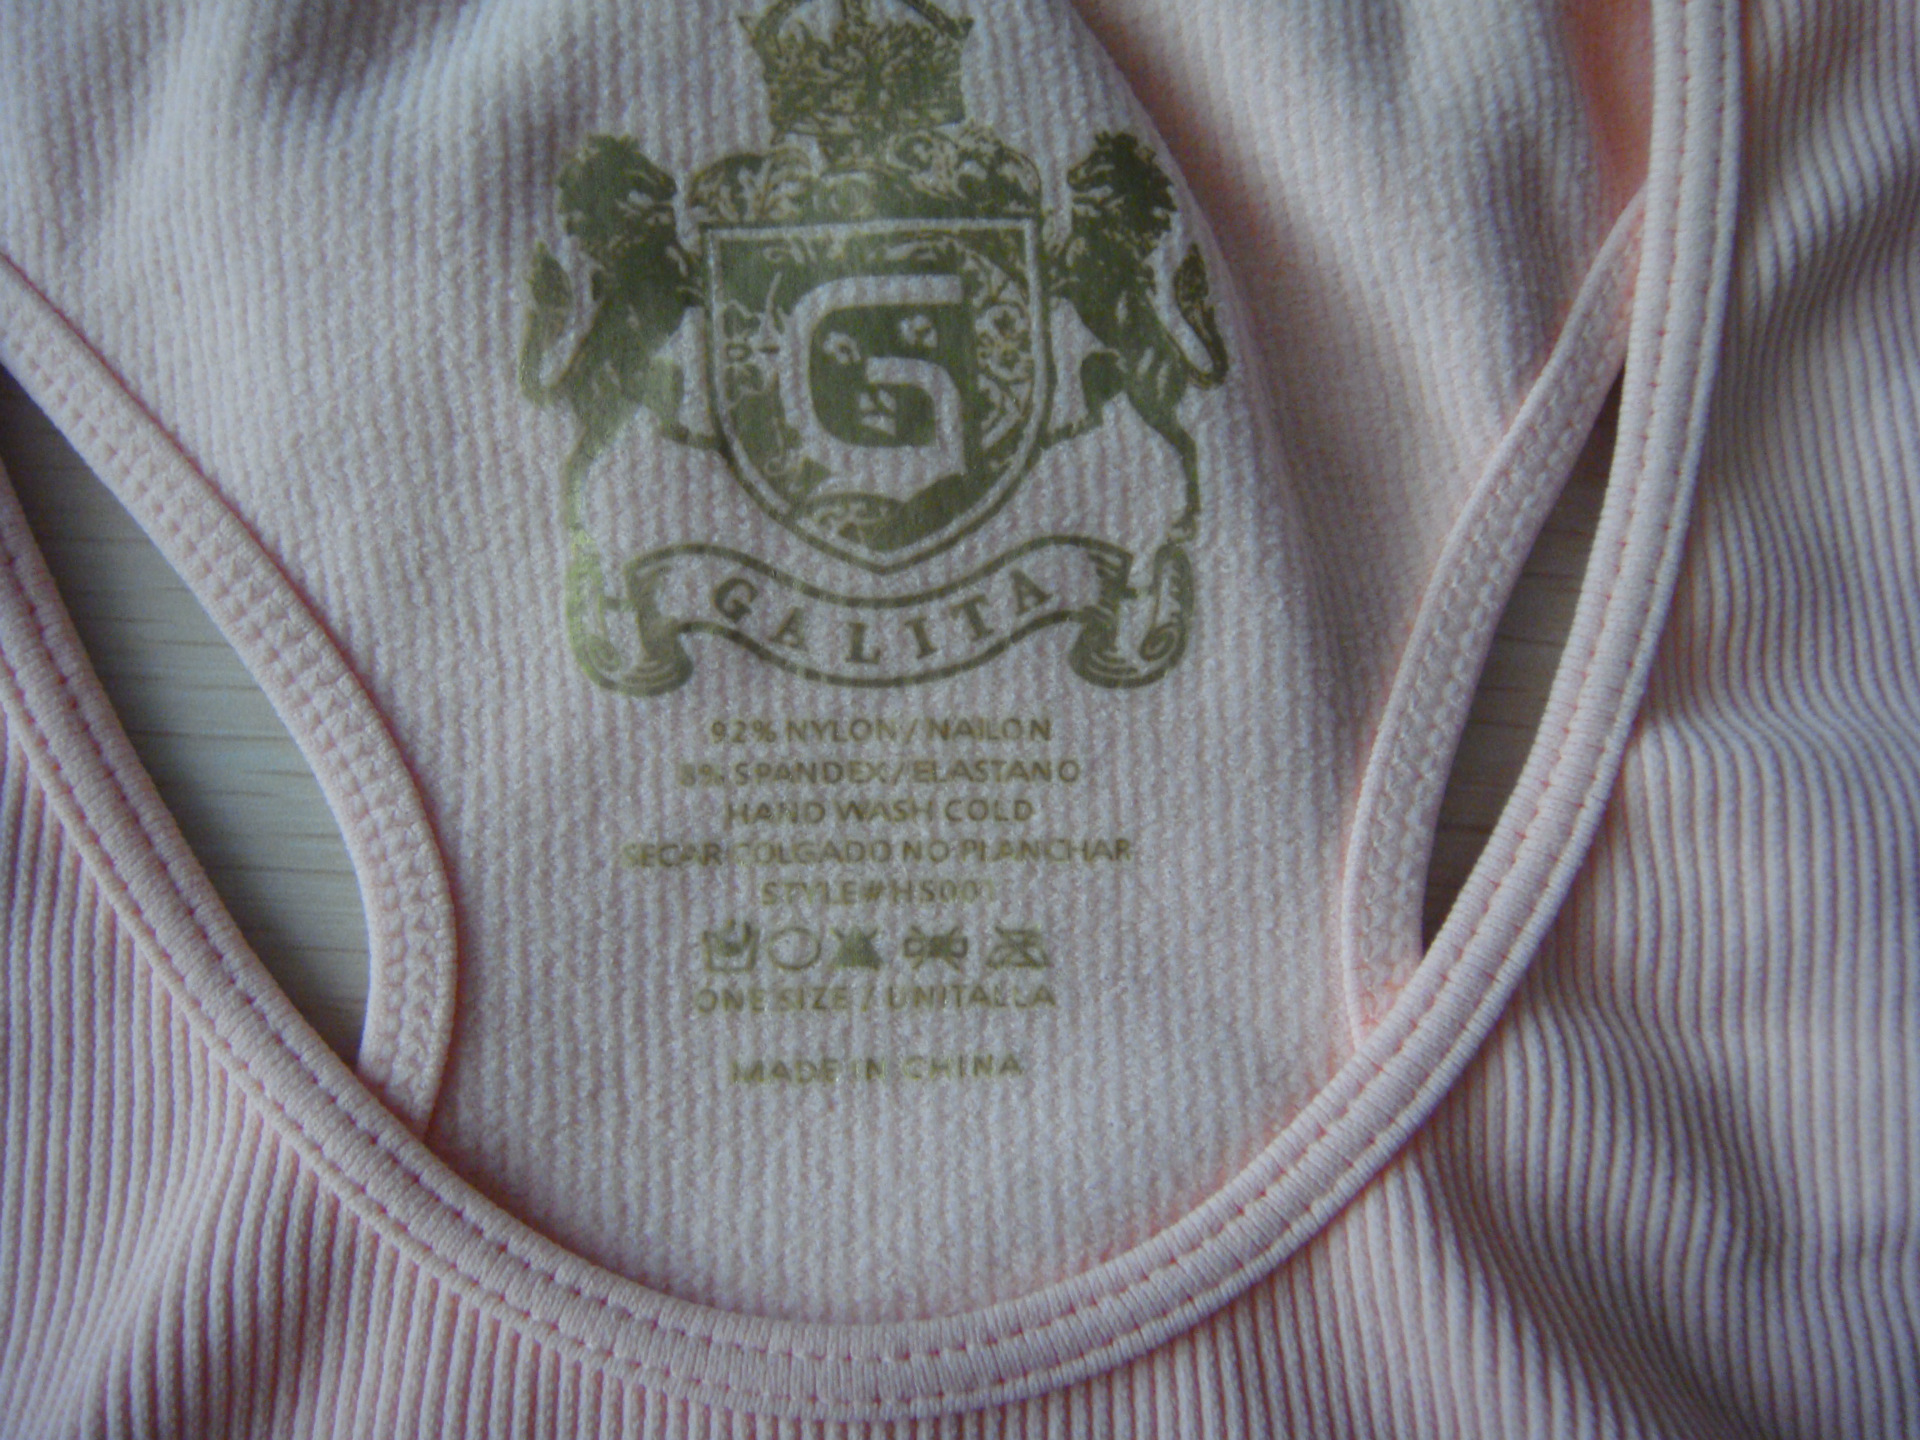 G
GALITA
92% NYLON / NAILON
8% SPANDEX / ELASTANO
HAND WASH COLD
SECAR COLGADO NO PLANCHAR
STYLE#HS001
ONE SIZE / UNITALLA
MADE IN CHINA